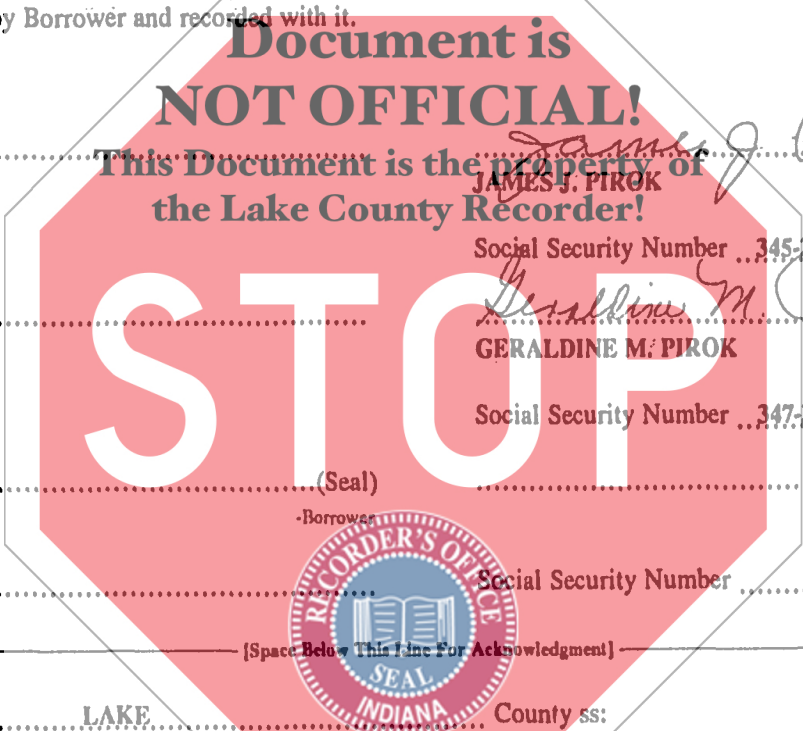 y Borrower and recorded with it.
Document is
NOT OFFICIAL!
This Document is the property of
the Lake County Recorder!
James J
JAMES J. PIROK
Social Security Number ...345-
Geraldine M.
GERALDINE M. PIROK
Social Security Number ...347-
STOP
(Seal)
-Borrower
RECORDER'S OFFICE
SEAL
INDIANA
Social Security Number
[Space Below This Line For Acknowledgment]
LAKE County ss: